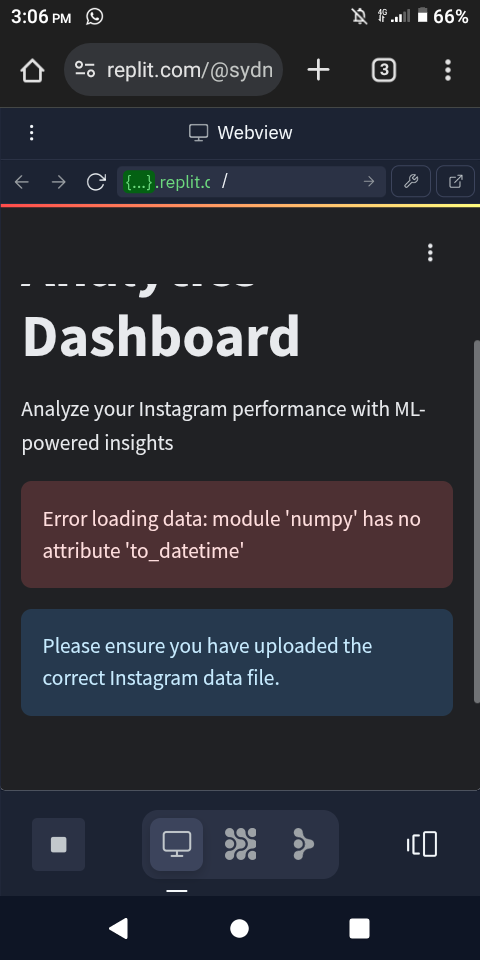 3:06 PM
4G
66%
replit.com/@sydn
3
Webview
{...}.replit.c /
Dashboard
Analyze your Instagram performance with ML-
powered insights
Error loading data: module 'numpy' has no
attribute 'to_datetime'
Please ensure you have uploaded the
correct Instagram data file.